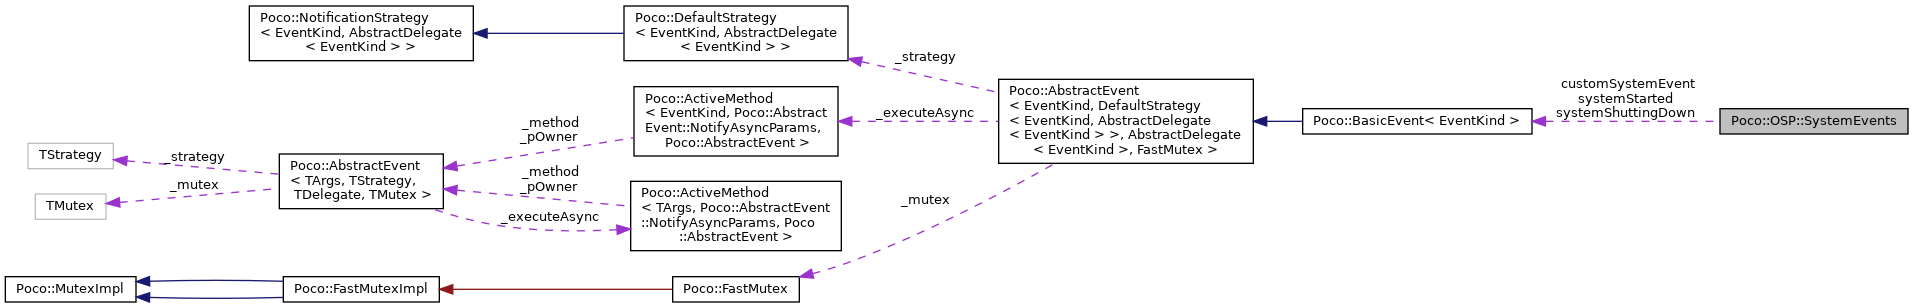 Poco::NotificationStrategy
< EventKind, AbstractDelegate
< EventKind > >
Poco::DefaultStrategy
< EventKind, AbstractDelegate
< EventKind > >
_strategy
Poco::ActiveMethod
< EventKind, Poco::Abstract
Event::NotifyAsyncParams,
Poco::AbstractEvent >
_executeAsync
Poco::AbstractEvent
< EventKind, DefaultStrategy
< EventKind, AbstractDelegate
< EventKind > >, AbstractDelegate
< EventKind >, FastMutex >
Poco::BasicEvent< EventKind >
customSystemEvent
systemStarted
systemShuttingDown
Poco::OSP::SystemEvents
_method
_pOwner
TStrategy
_strategy
TMutex
_mutex
Poco::AbstractEvent
< TArgs, TStrategy,
TDelegate, TMutex >
_method
_pOwner
_executeAsync
Poco::ActiveMethod
< TArgs, Poco::AbstractEvent
::NotifyAsyncParams, Poco
::AbstractEvent >
_mutex
Poco::MutexImpl
Poco::FastMutexImpl
Poco::FastMutex